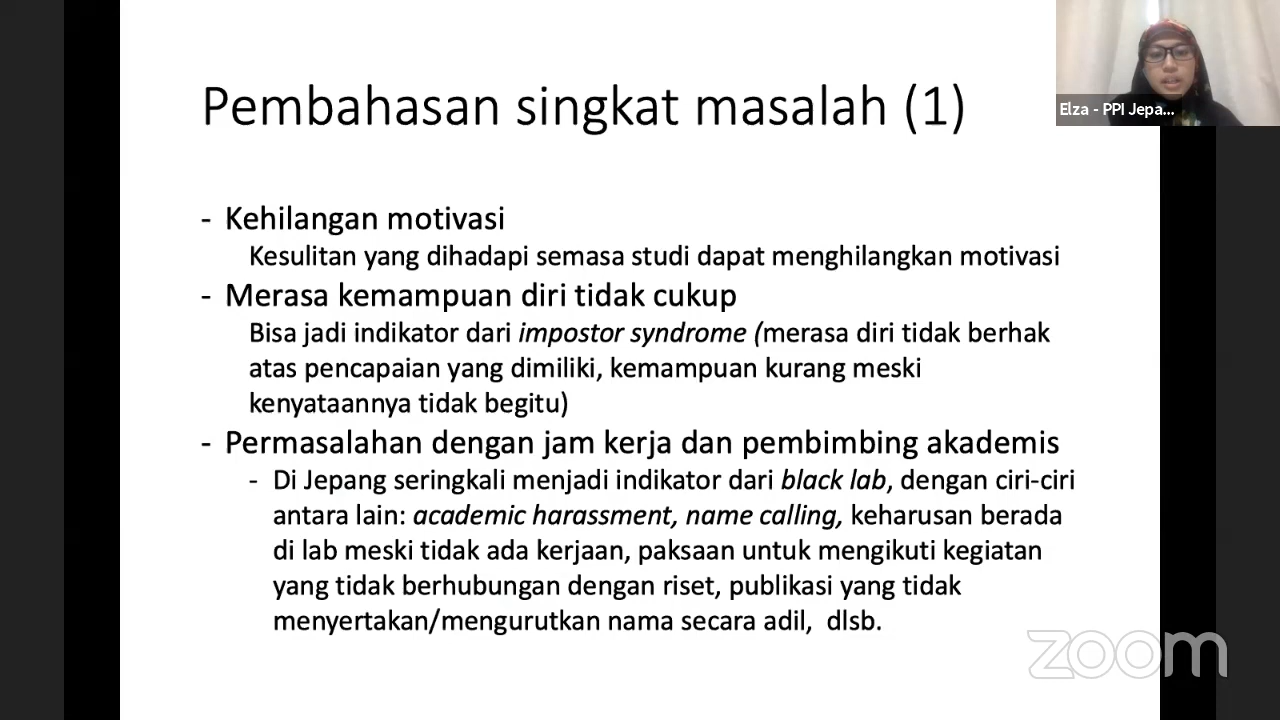 Pembahasan singkat masalah (1)
Elza - PPI Jepa...
- Kehilangan motivasi
Kesulitan yang dihadapi semasa studi dapat menghilangkan motivasi
- Merasa kemampuan diri tidak cukup
Bisa jadi indikator dari impostor syndrome (merasa diri tidak berhak
atas pencapaian yang dimiliki, kemampuan kurang meski
kenyataannya tidak begitu)
- Permasalahan dengan jam kerja dan pembimbing akademis
- Di Jepang seringkali menjadi indikator dari black lab, dengan ciri-ciri
antara lain: academic harassment, name calling, keharusan berada
di lab meski tidak ada kerjaan, paksaan untuk mengikuti kegiatan
yang tidak berhubungan dengan riset, publikasi yang tidak
menyertakan/mengurutkan nama secara adil, dlsb.
zoom